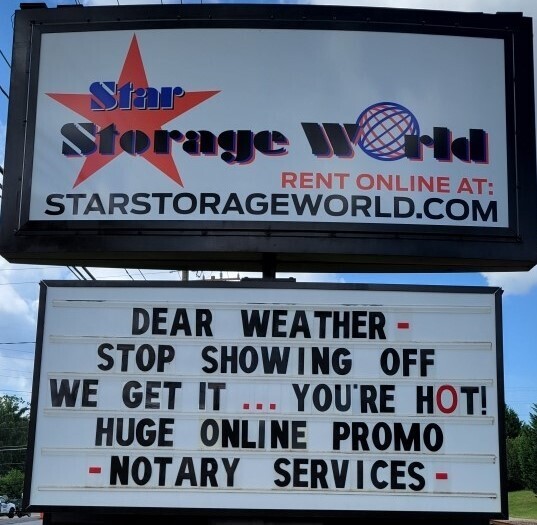 Star
Storage World
RENT ONLINE AT:
STARSTORAGEWORLD.COM
DEAR WEATHER -
STOP SHOWING OFF
WE GET IT ... YOU'RE HOT!
HUGE ONLINE PROMO
- NOTARY SERVICES -